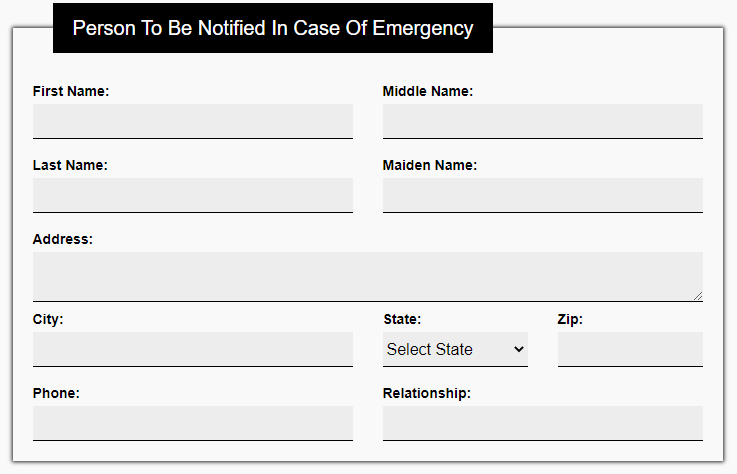 Person To Be Notified In Case Of Emergency
First Name: Middle Name:
Last Name: Maiden Name:
Address:
City: State: Zip:
Select State
Phone: Relationship: